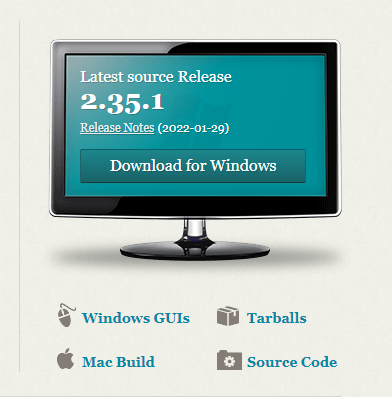 Latest source Release
2.35.1
Release Notes (2022-01-29)
Download for Windows
Windows GUIs
Tarballs
Mac Build
Source Code